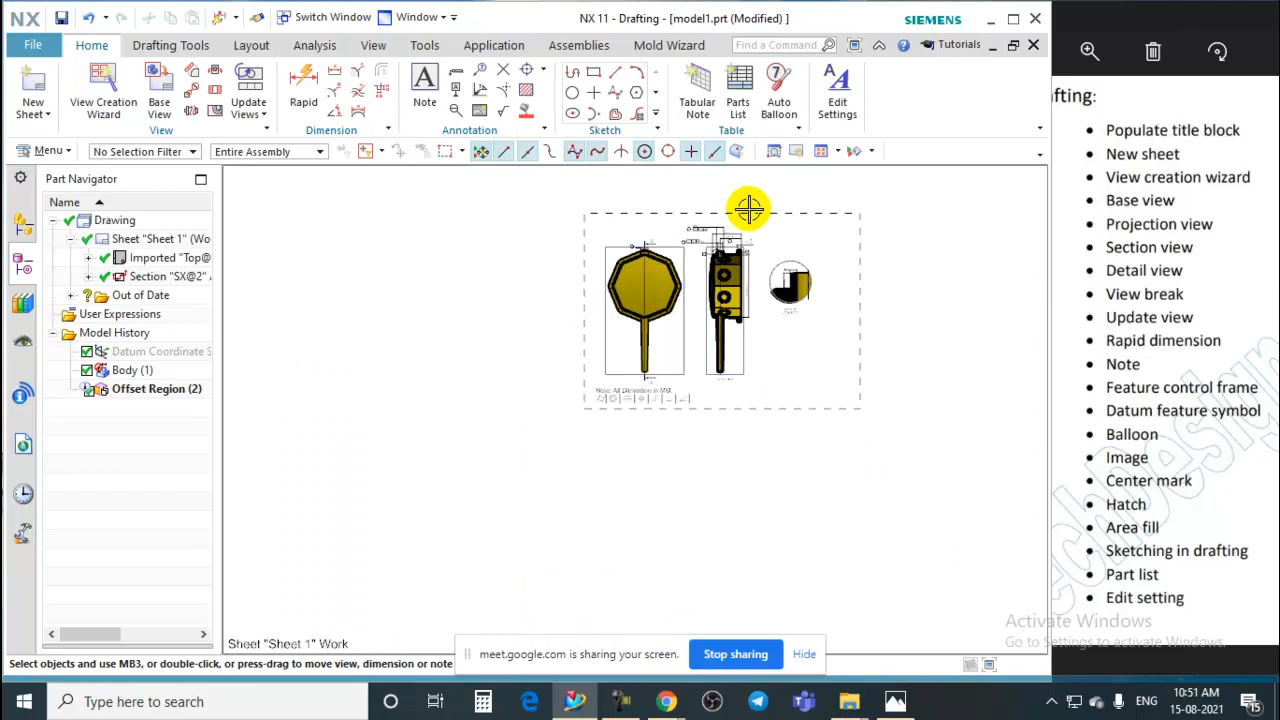 NX
Switch Window
Window
NX 11 - Drafting - [model1.prt (Modified) ]
SIEMENS
File
Home
Drafting Tools
Layout
Analysis
View
Tools
Application
Assemblies
Mold Wizard
Find a Command
Tutorials
New
Sheet
View Creation
Wizard
Base
View
Update
Views
Rapid
Note
Tabular
Note
Parts
List
Auto
Balloon
Edit
Settings
View
Dimension
Annotation
Sketch
Table
Menu
No Selection Filter
Entire Assembly
Part Navigator
Name
Drawing
Sheet "Sheet 1" (Wo
Imported "Top@
Section "SX@2"
Out of Date
User Expressions
Model History
Datum Coordinate S
Body (1)
Offset Region (2)
Note: All Dimension in MM.
Sheet "Sheet 1" Work
meet.google.com is sharing your screen.
Stop sharing
Hide
Select objects and use MB3, or double-click, or press-drag to move view, dimension or note
fting:
Populate title block
New sheet
View creation wizard
Base view
Projection view
Section view
Detail view
View break
Update view
Rapid dimension
Note
Feature control frame
Datum feature symbol
Balloon
Image
Center mark
Hatch
Area fill
Sketching in drafting
Part list
Edit setting
echDesign
Activate Windows
Go to Settings to activate Windows.
Type here to search
ENG
10:51 AM
15-08-2021
15